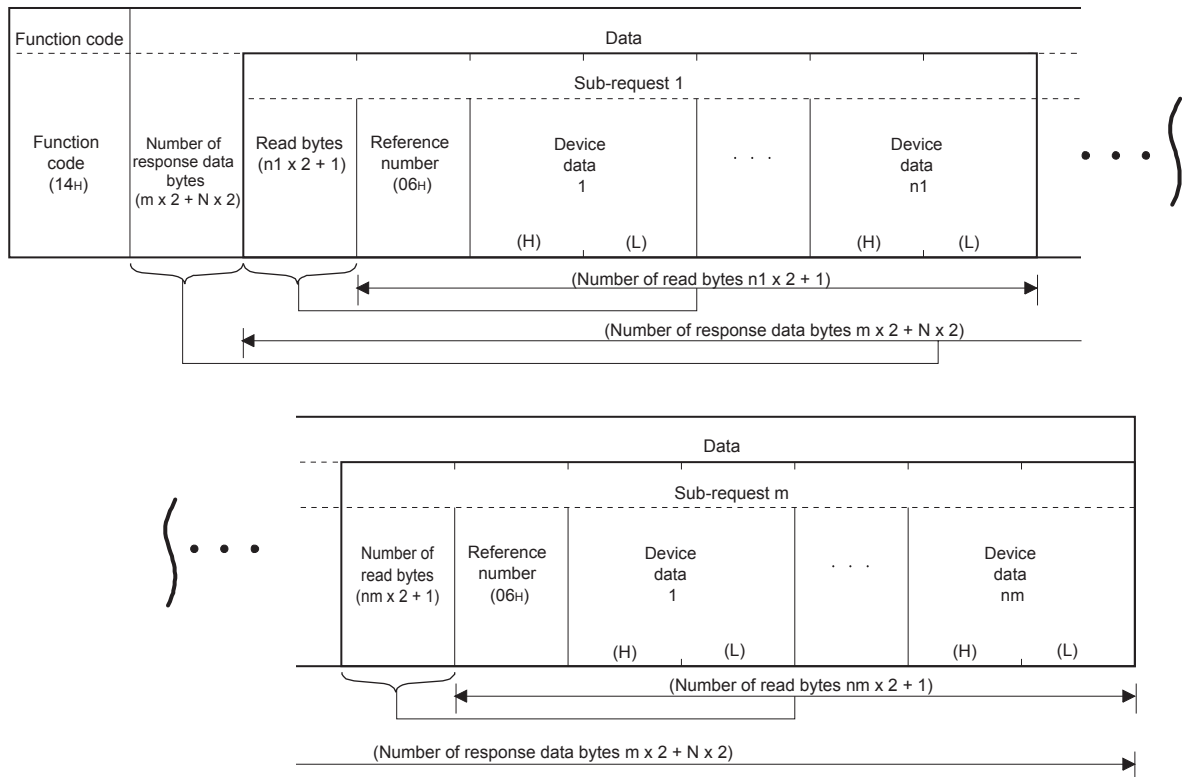 Function code
Data
Sub-request 1
Function
code
(14H)
Number of
response data
bytes
(m x 2 + N x 2)
Read bytes
(n1 x 2 + 1)
Reference
number
(06H)
Device
data
1
(H) (L)
. . .
Device
data
n1
(H) (L)
(Number of read bytes n1 x 2 + 1)
(Number of response data bytes m x 2 + N x 2)
Data
Sub-request m
Number of
read bytes
(nm x 2 + 1)
Reference
number
(06H)
Device
data
1
(H) (L)
. . .
Device
data
nm
(H) (L)
(Number of read bytes nm x 2 + 1)
(Number of response data bytes m x 2 + N x 2)